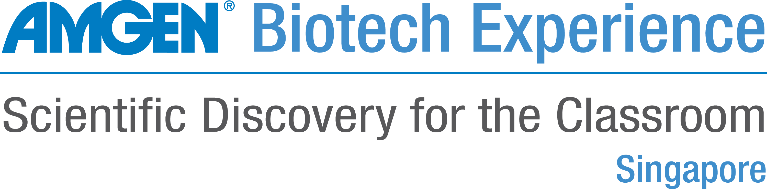 AMGEN® Biotech Experience
Scientific Discovery for the Classroom
Singapore